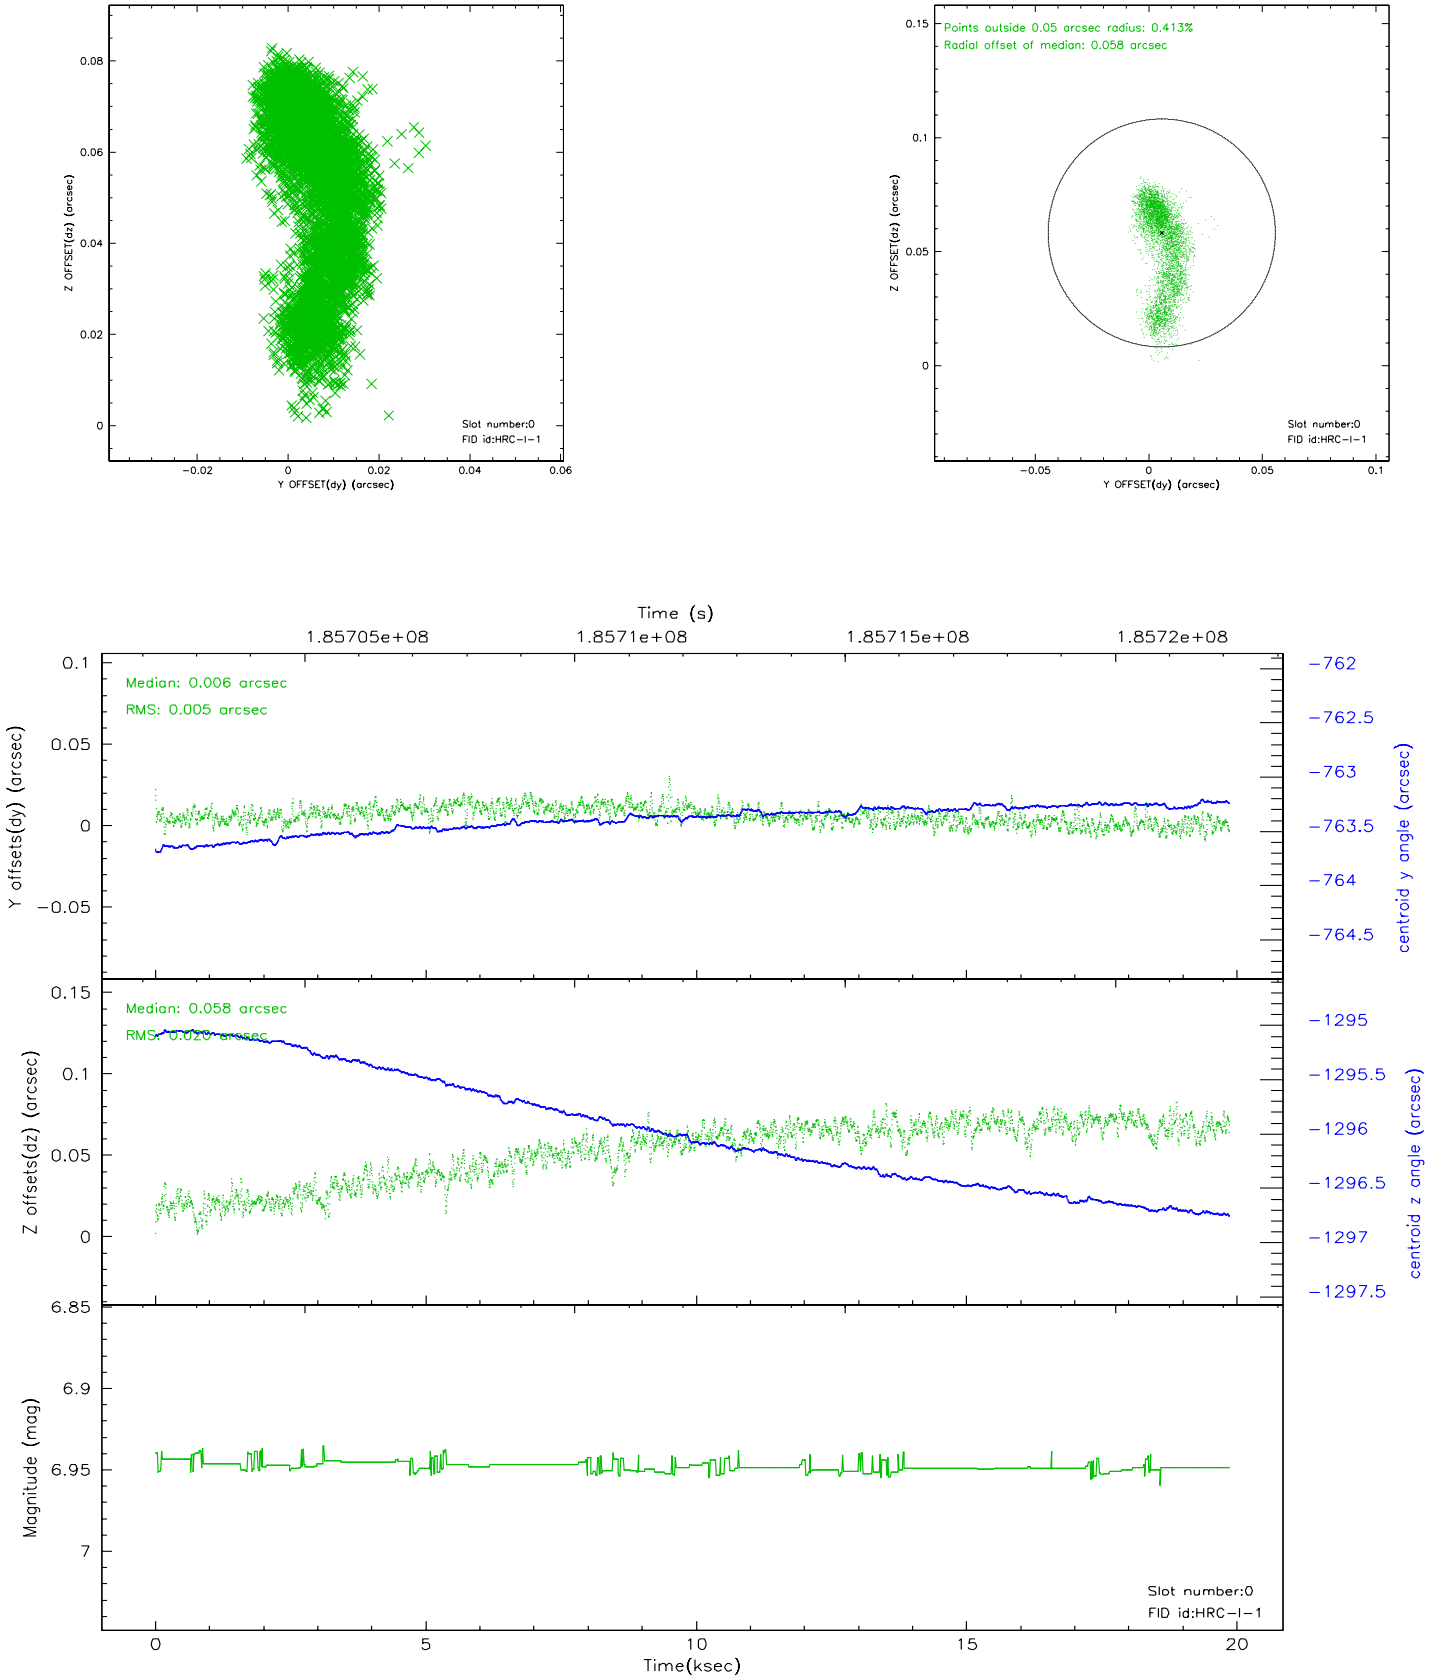 0.08
0.06
0.04
0.02
0
Z OFFSET(dz) (arcsec)
Slot number:0
FID id:HRC-I-1
-0.02
0
0.02
0.04
0.06
Y OFFSET(dy) (arcsec)
0.15
0.1
0.05
0
Z OFFSET(dz) (arcsec)
Points outside 0.05 arcsec radius: 0.413%
Radial offset of median: 0.058 arcsec
Slot number:0
FID id:HRC-I-1
-0.05
0
0.05
0.1
Y OFFSET(dy) (arcsec)
Time (s)
1.85705e+08
1.8571e+08
1.85715e+08
1.8572e+08
0.1
0.05
0
-0.05
Y offsets(dy) (arcsec)
Median: 0.006 arcsec
RMS: 0.005 arcsec
-762
-762.5
-763
-763.5
-764
-764.5
centroid y angle (arcsec)
0.15
0.1
0.05
0
Z offsets(dz) (arcsec)
Median: 0.058 arcsec
RMS: 0.020 arcsec
-1295
-1295.5
-1296
-1296.5
-1297
-1297.5
centroid z angle (arcsec)
6.85
6.9
6.95
7
Magnitude (mag)
Slot number:0
FID id:HRC-I-1
0
5
10
15
20
Time(ksec)